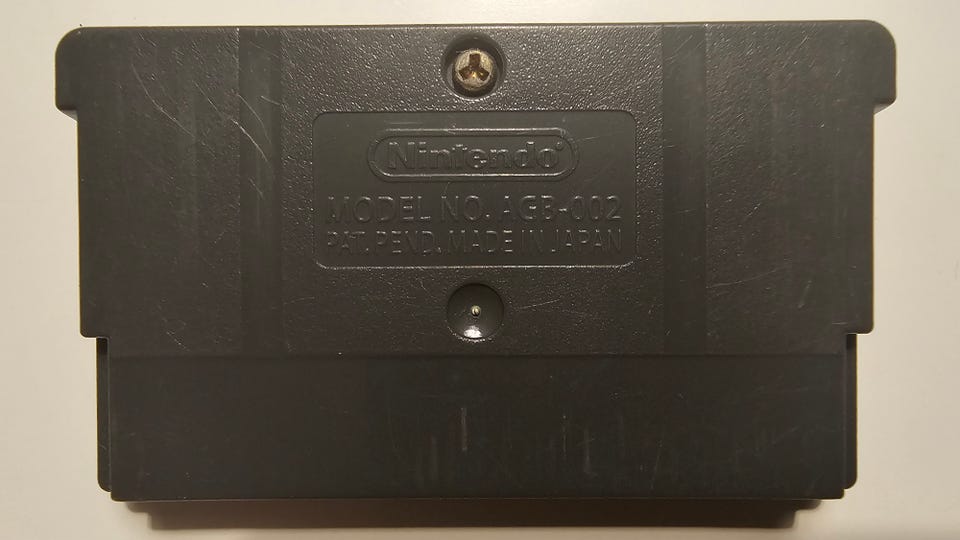 Nintendo®
MODEL NO. AGB-002
PAT. PEND. MADE IN JAPAN